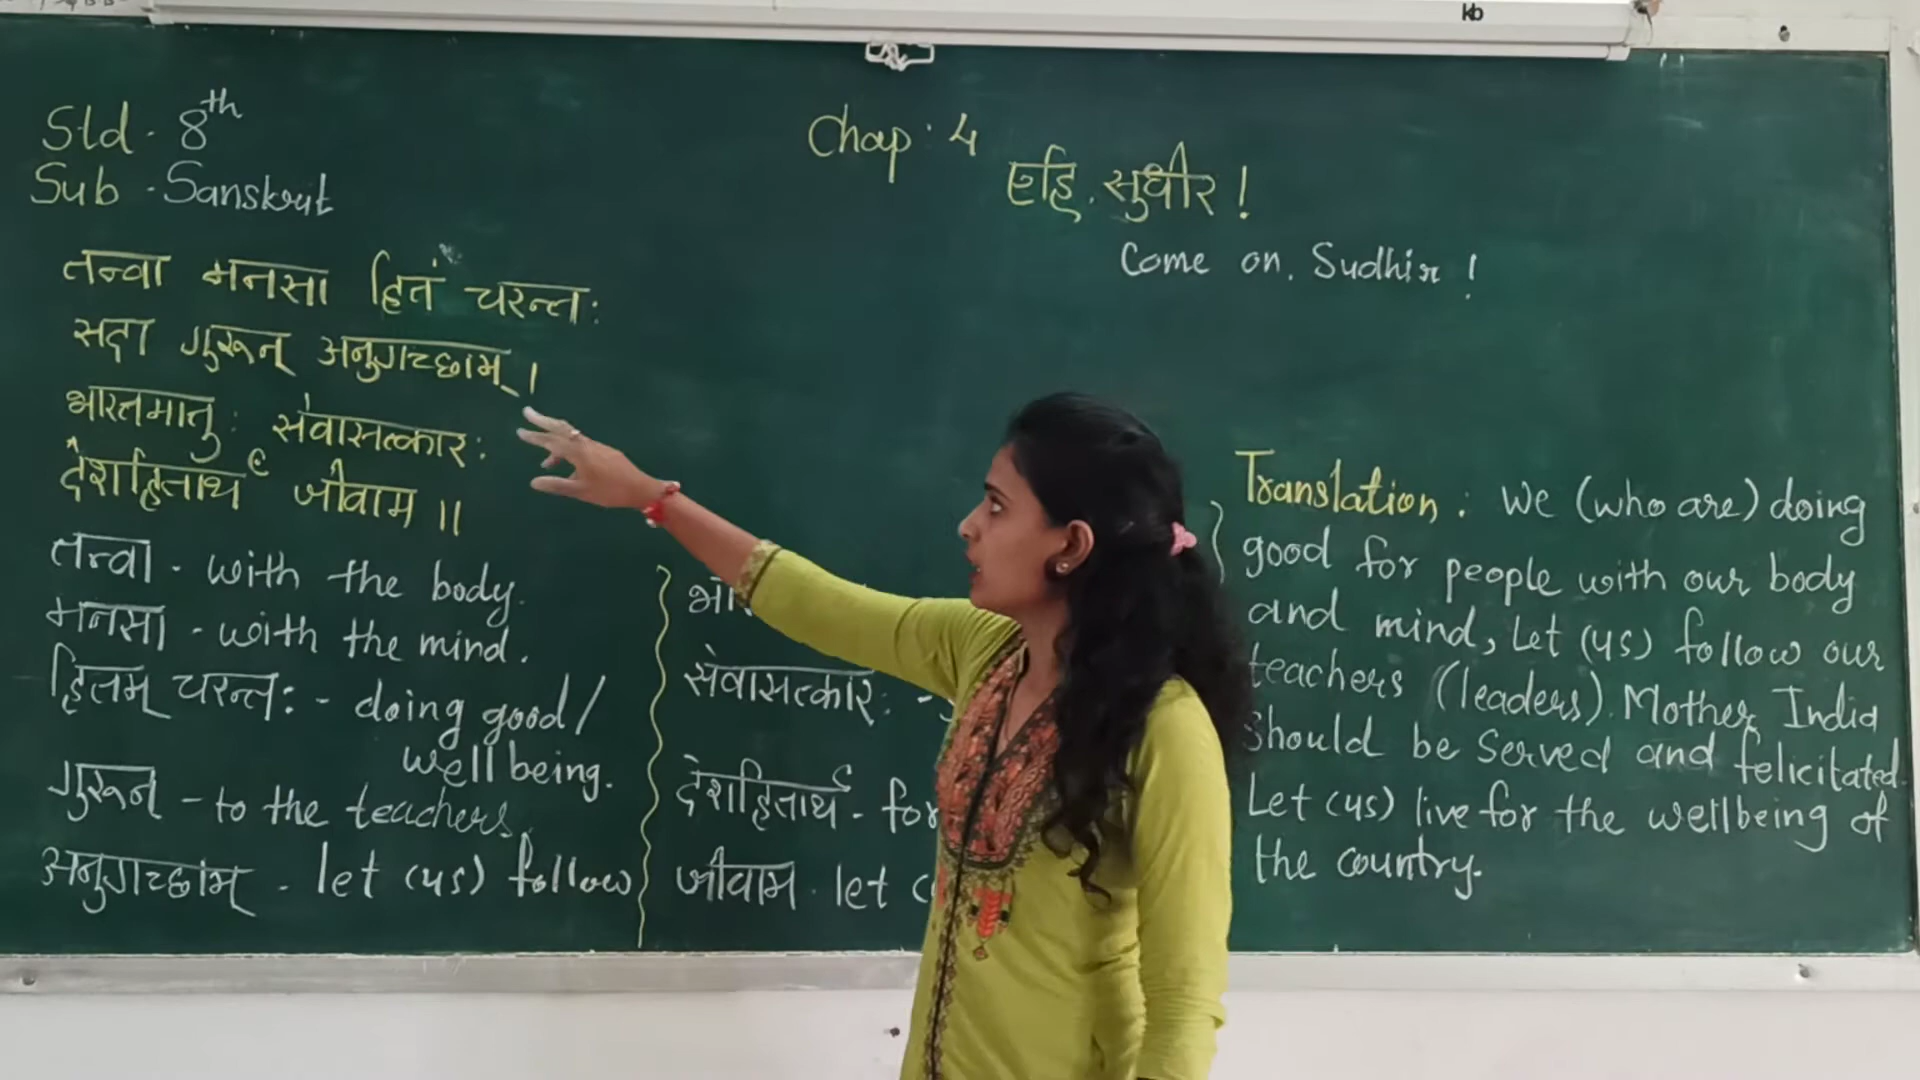 kb
Std - 8th
Sub - Sanskrut
Chap : 4
एहि सुधीर !
Come on, Sudhir !
तन्वा मनसा हितं चरन्तः
सदा गुरून् अनुगच्छाम् ।
भारतमातुः सेवासत्कारः
देशहितार्थं जीवाम ॥
तन्वा - with the body.
मनसा - with the mind.
हितम् चरन्तः - doing good /
well being.
गुरून् - to the teachers.
अनुगच्छाम् - let (us) follow
सेवासत्कारः -
देशहितार्थ - for
जीवाम - let
Translation : We (who are) doing
good for people with our body
and mind, Let (us) follow our
teachers (leaders). Mother India
should be served and felicitated.
Let (us) live for the wellbeing of
the country.